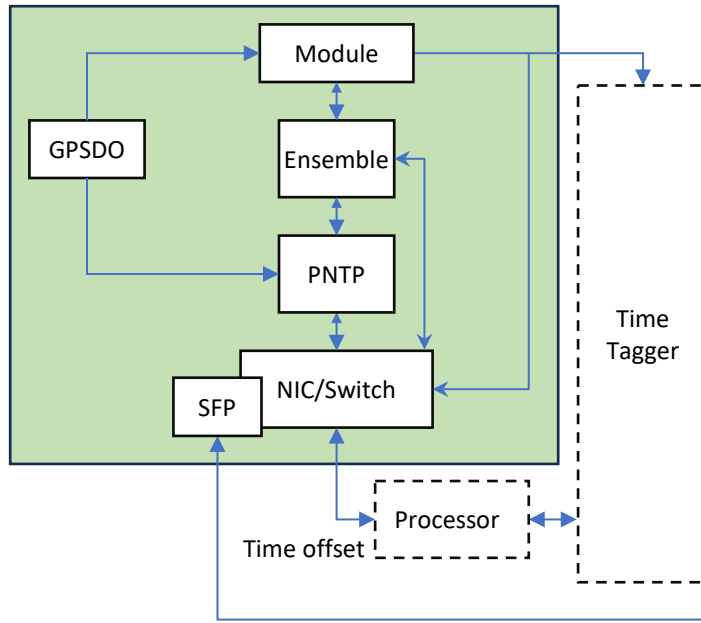 Module
GPSDO
Ensemble
PNTP
Time
Tagger
NIC/Switch
SFP
Processor
Time offset